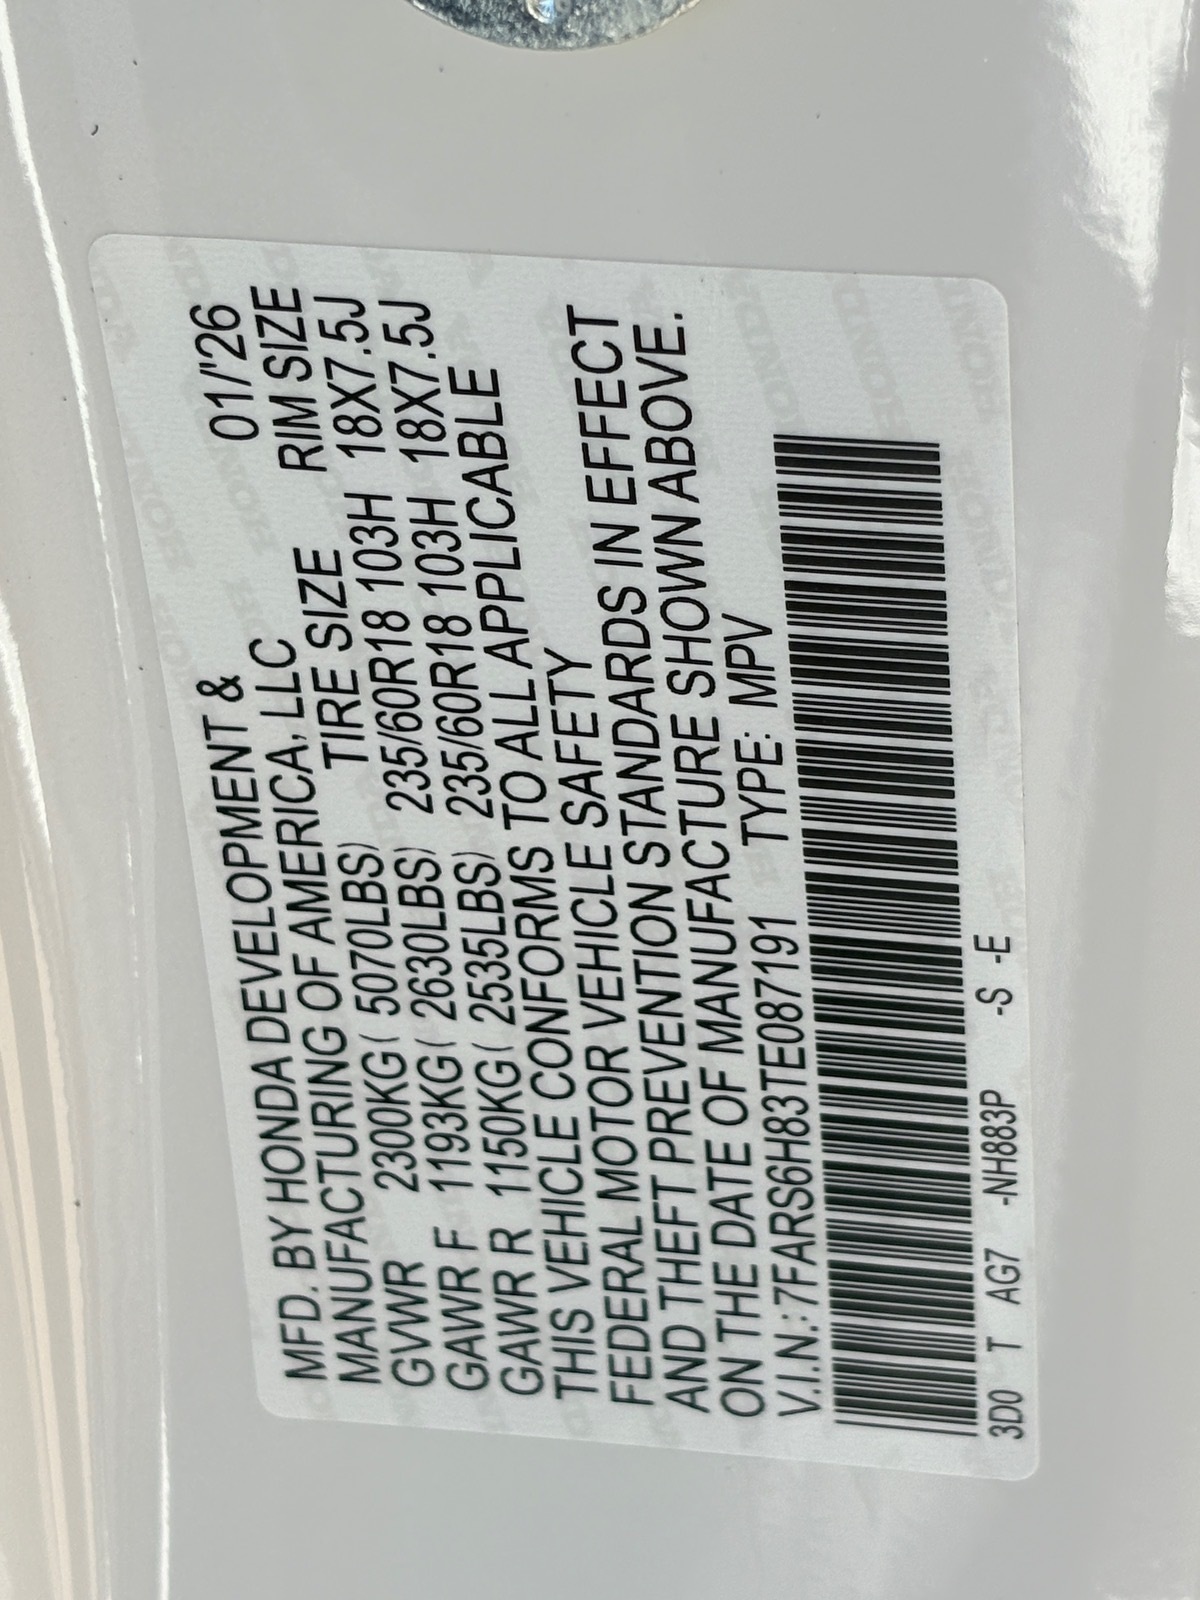 MFD. BY HONDA DEVELOPMENT & 01/'26
MANUFACTURING OF AMERICA, LLC RIM SIZE
GVWR 2300KG( 5070LBS) TIRE SIZE 18X7.5J
GAWR F 1193KG( 2630LBS) 235/60R18 103H 18X7.5J
GAWR R 1150KG( 2535LBS) 235/60R18 103H
THIS VEHICLE CONFORMS TO ALL APPLICABLE
FEDERAL MOTOR VEHICLE SAFETY
AND THEFT PREVENTION STANDARDS IN EFFECT
ON THE DATE OF MANUFACTURE SHOWN ABOVE.
V.I.N.: 7FARS6H83TE087191 TYPE: MPV
3D0 T AG7 -NH883P -S -E